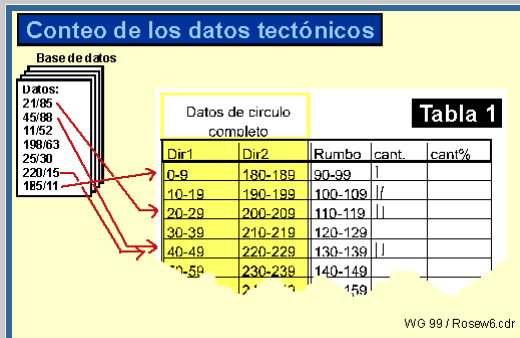 Conteo de los datos tectónicos
Base de datos
Datos:
21/85
45/88
11/52
198/63
25/30
220/15
185/11
Datos de circulo
completo
Tabla 1
Dir1 Dir2 Rumbo cant. cant%
0-9 180-189 90-99
10-19 190-199 100-109
20-29 200-209 110-119
30-39 210-219 120-129
40-49 220-229 130-139
230-239 140-149
WG 99 / Rosew6.cdr